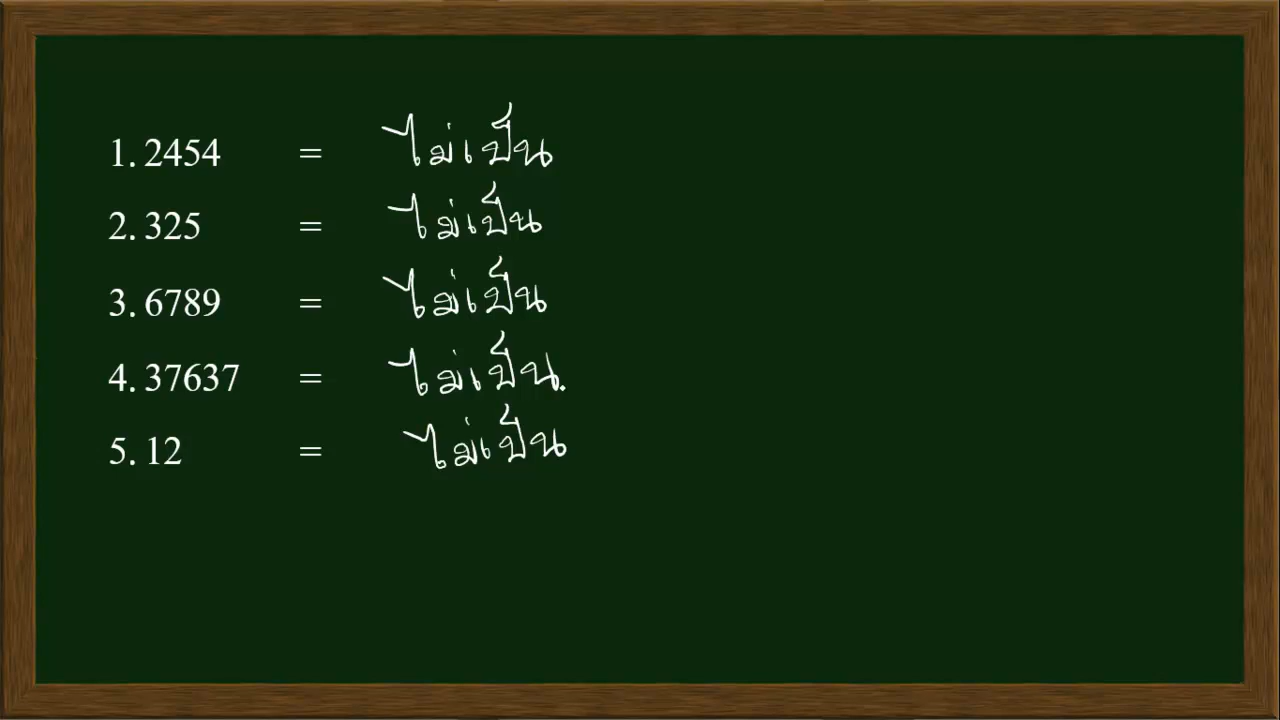 1. 2454 = ไม่เป็น
2. 325 = ไม่เป็น
3. 6789 = ไม่เป็น
4. 37637 = ไม่เป็น.
5. 12 = ไม่เป็น